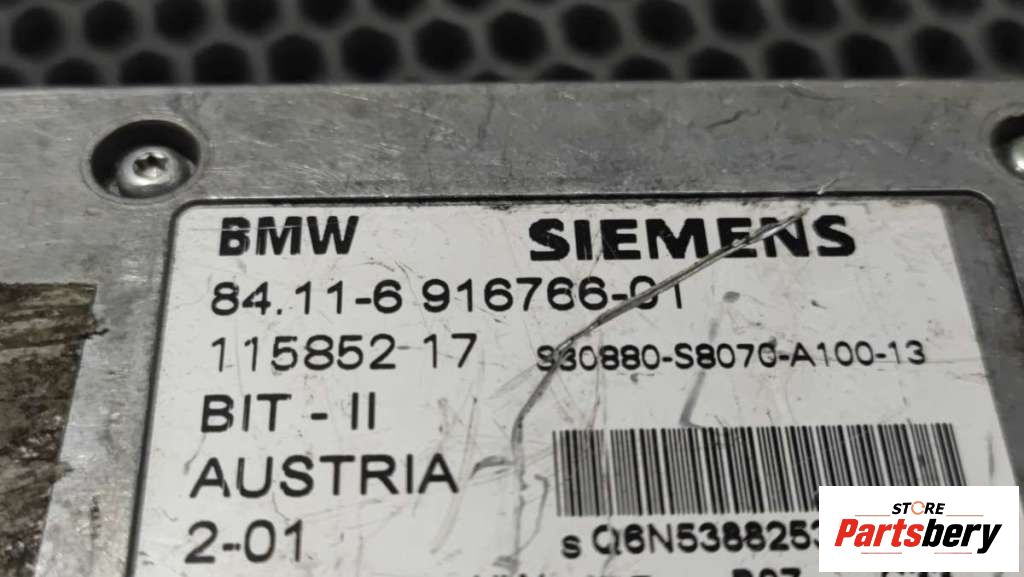 BMW SIEMENS
84.11-6 916766-01
115852 17 S30880-S8070-A100-13
BIT - II
AUSTRIA
2-01
s Q6N5388253
STORE
Partsbery